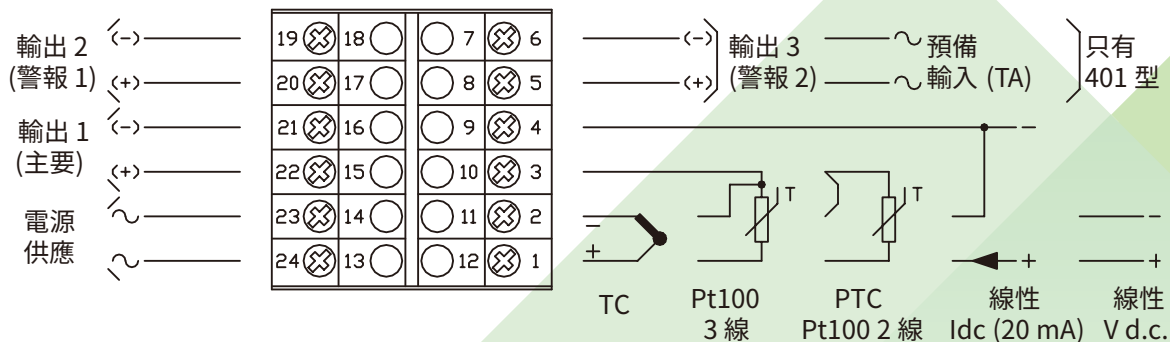 輸出 2
(警報 1)
(-)
(+)
輸出 1
(主要)
(-)
(+)
電源
供應
19 18 7 6
20 17 8 5
21 16 9 4
22 15 10 3
23 14 11 2
24 13 12 1
(-)
(+)
輸出 3
(警報 2)
預備
輸入 (TA)
只有
401 型
−
−
+
T
T
+
−
+
TC
Pt100
3 線
PTC
Pt100 2 線
線性
Idc (20 mA)
線性
V d.c.